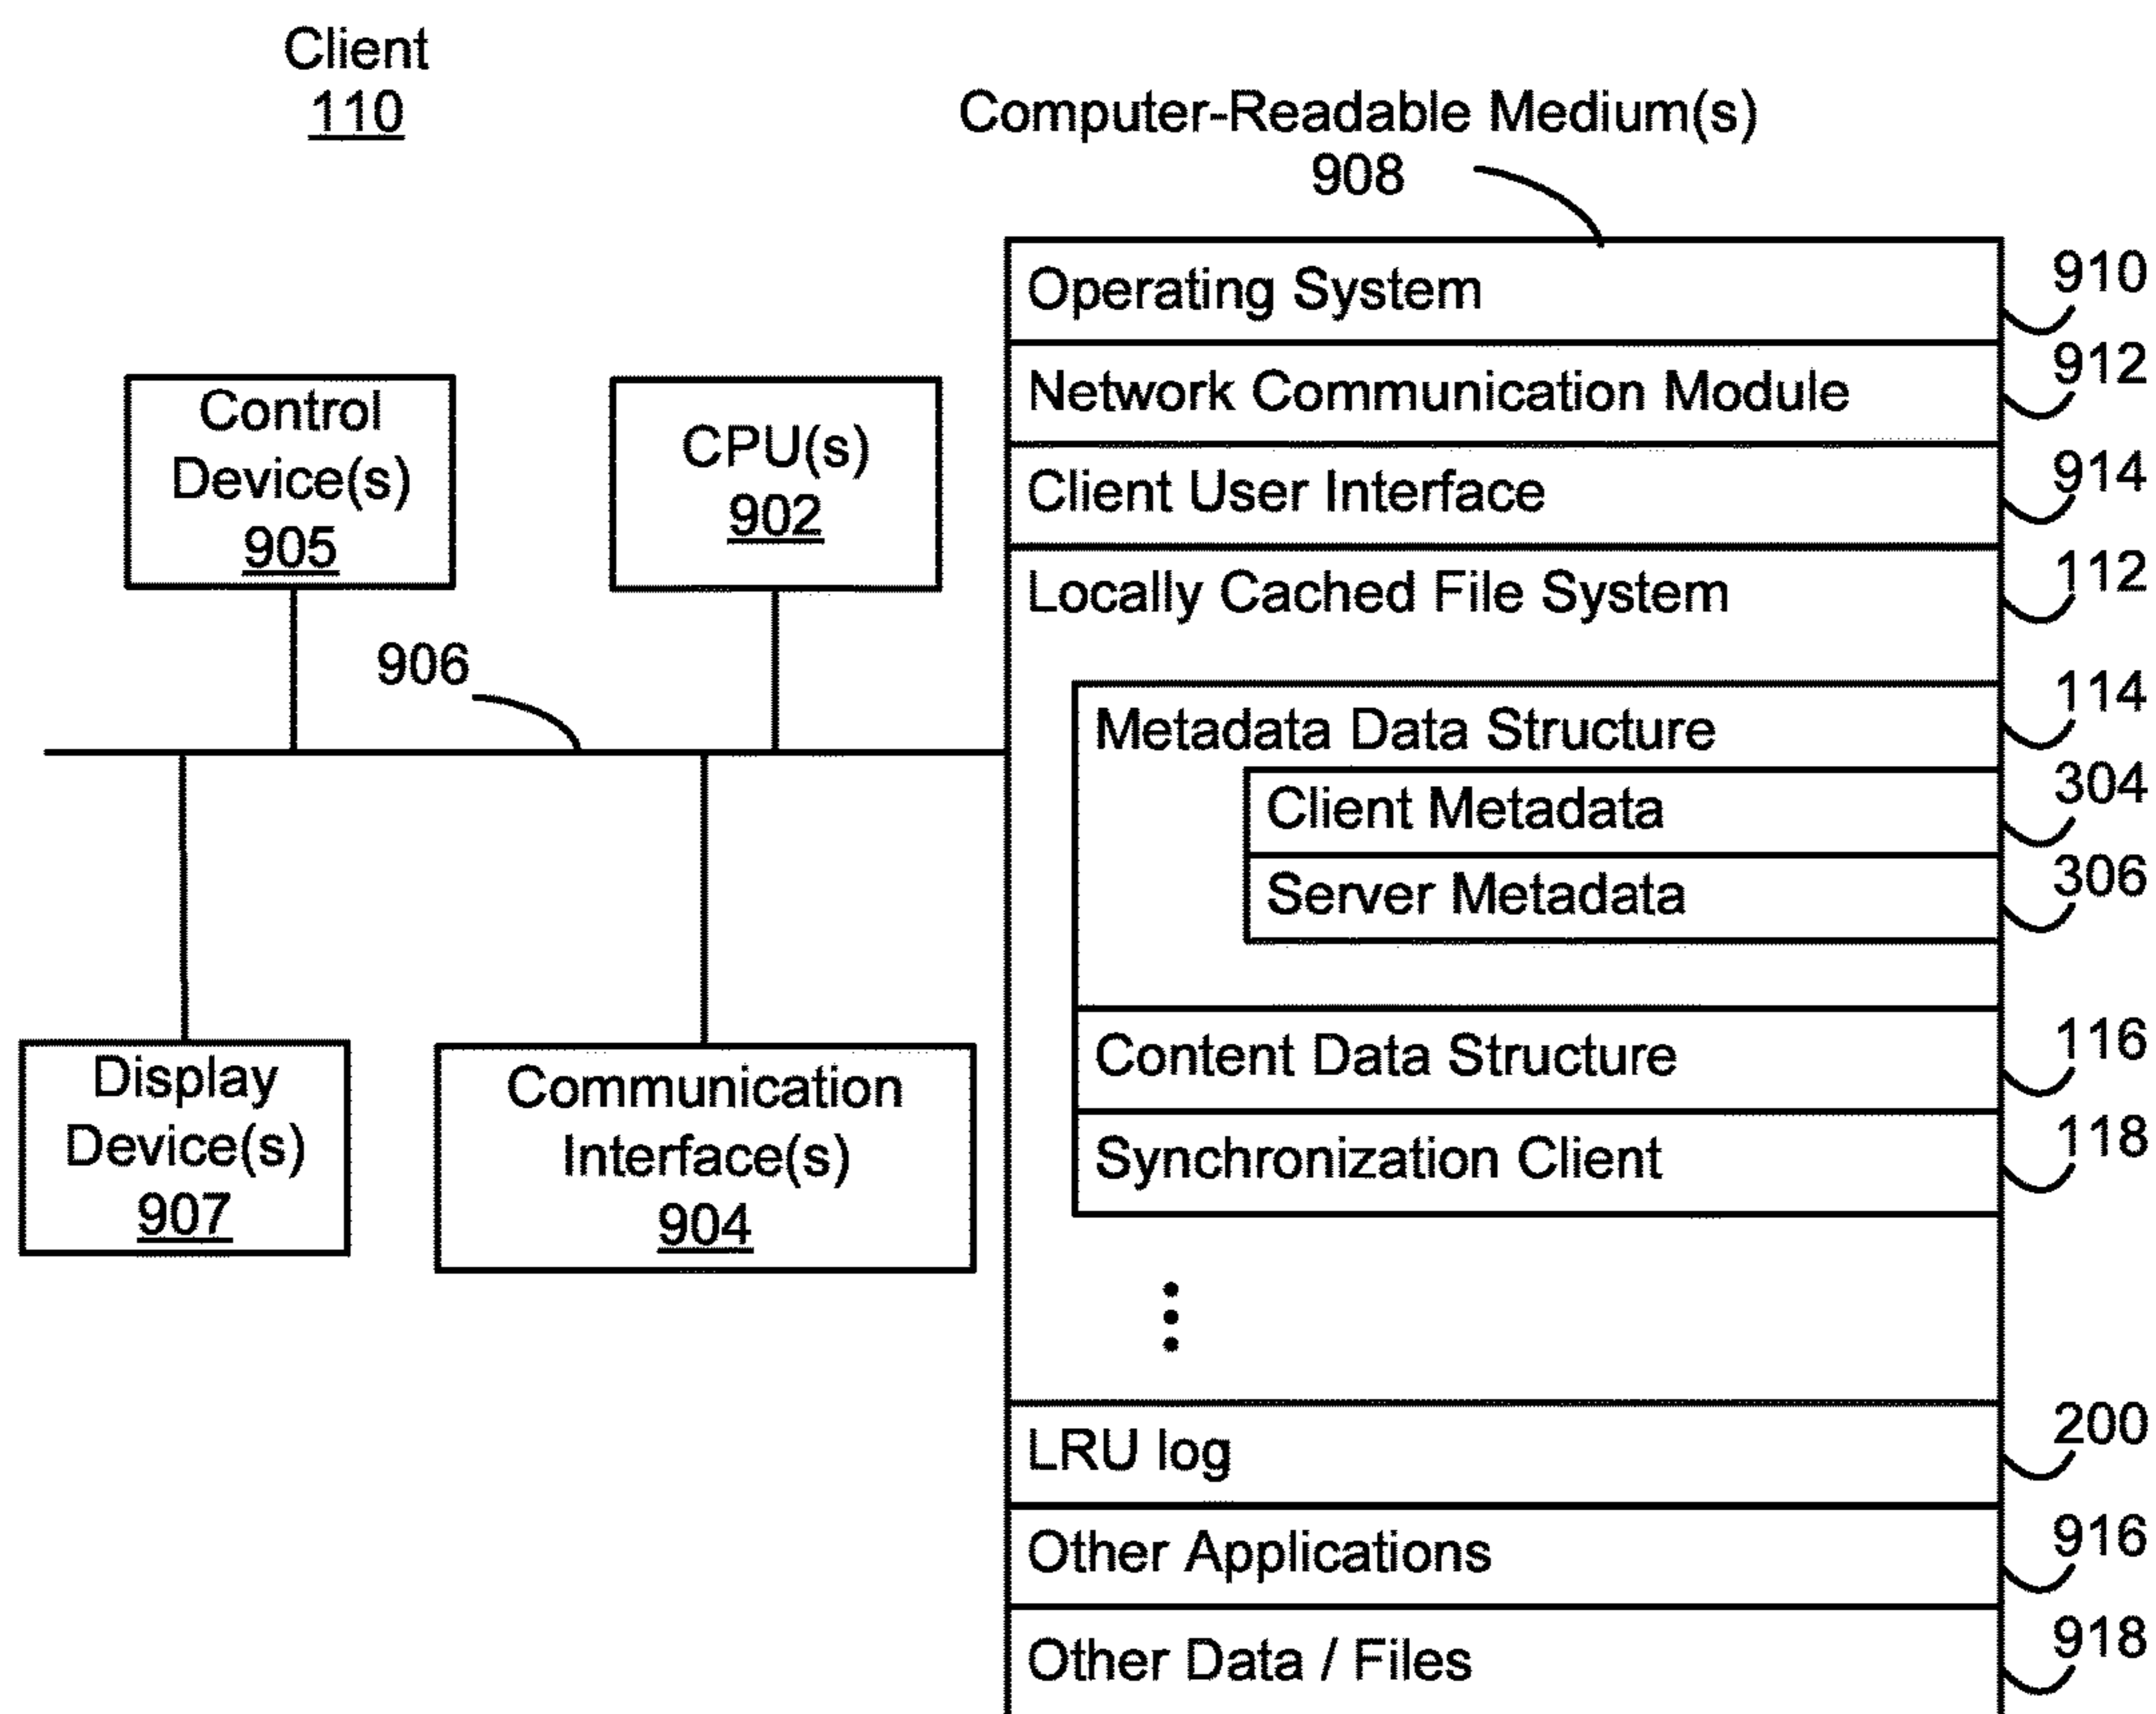 Client
110
Computer-Readable Medium(s)
908
Operating System
910
Network Communication Module
912
Client User Interface
914
Locally Cached File System
112
Metadata Data Structure
114
Client Metadata
304
Server Metadata
306
Content Data Structure
116
Synchronization Client
118
LRU log
200
Other Applications
916
Other Data / Files
918
Control
Device(s)
905
CPU(s)
902
906
Display
Device(s)
907
Communication
Interface(s)
904